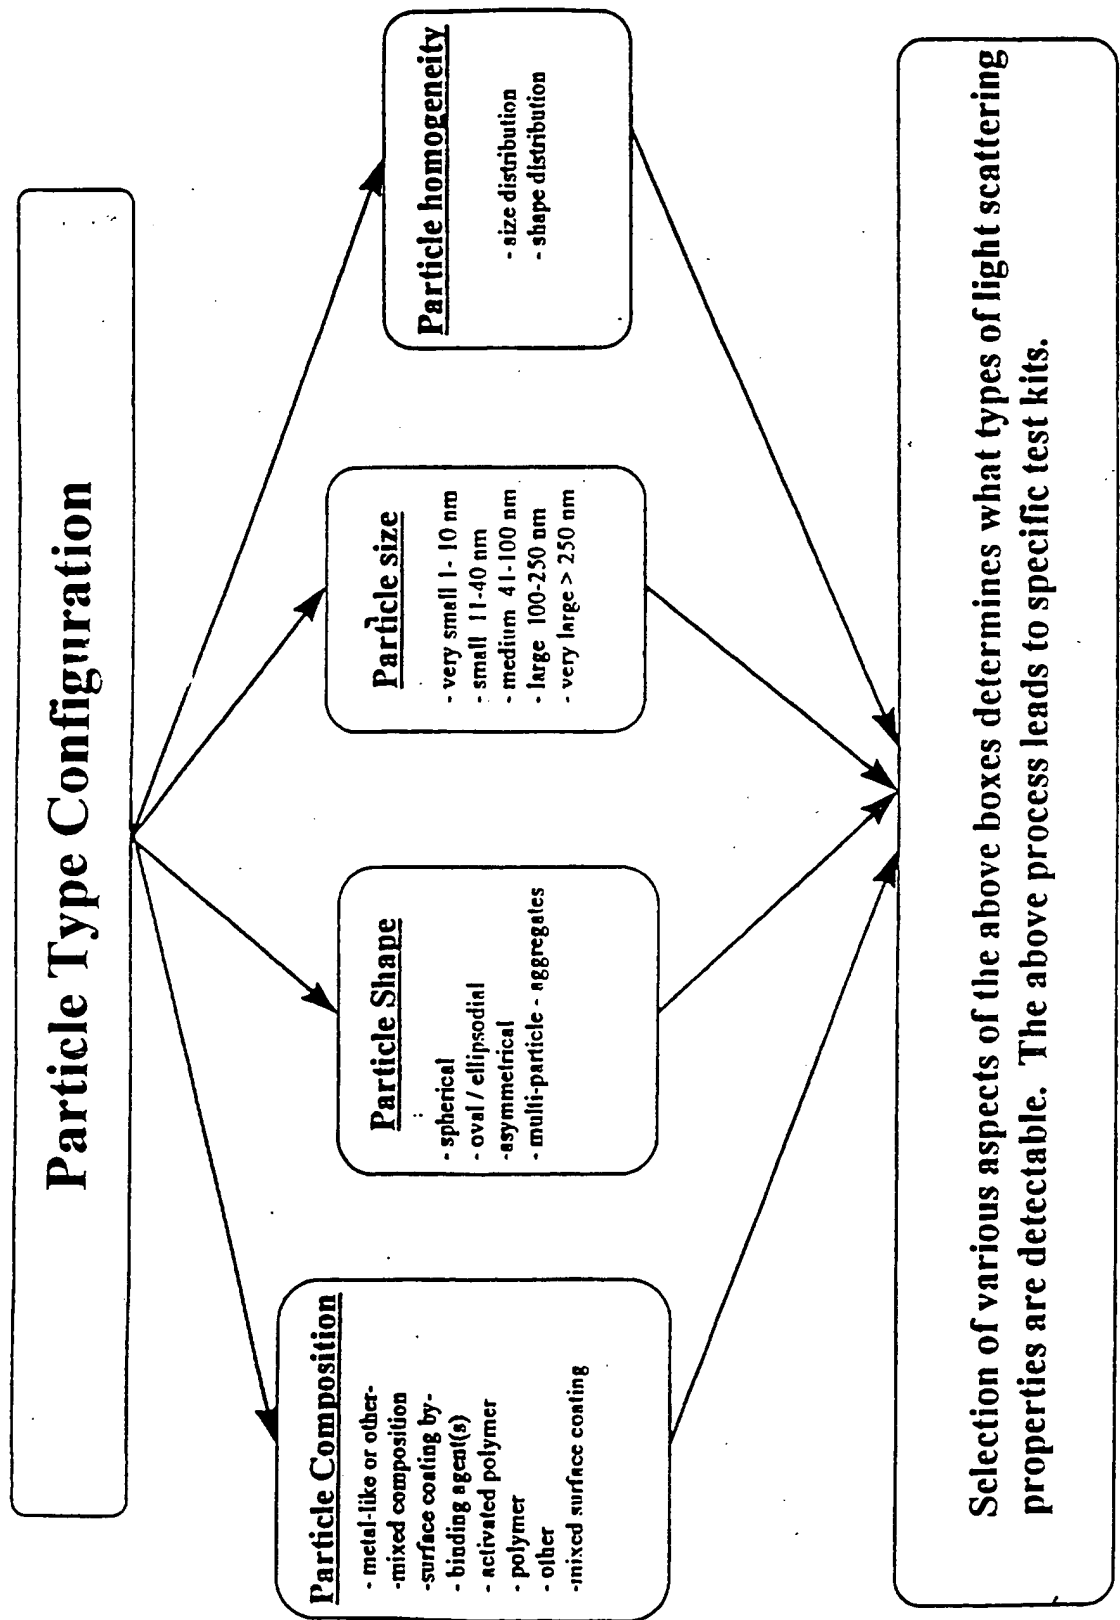 Particle Type Configuration
Particle Composition
- metal-like or other-
-mixed composition
-surface coating by-
- binding agent(s)
- activated polymer
- polymer
- other
-mixed surface coating
Particle Shape
- spherical
- oval / ellipsodial
-asymmetrical
- multi-particle - aggregates
Particle size
- very small 1- 10 nm
- small 11-40 nm
- medium 41-100 nm
- large 100-250 nm
- very large > 250 nm
Particle homogeneity
- size distribution
- shape distribution
Selection of various aspects of the above boxes determines what types of light scattering
properties are detectable. The above process leads to specific test kits.